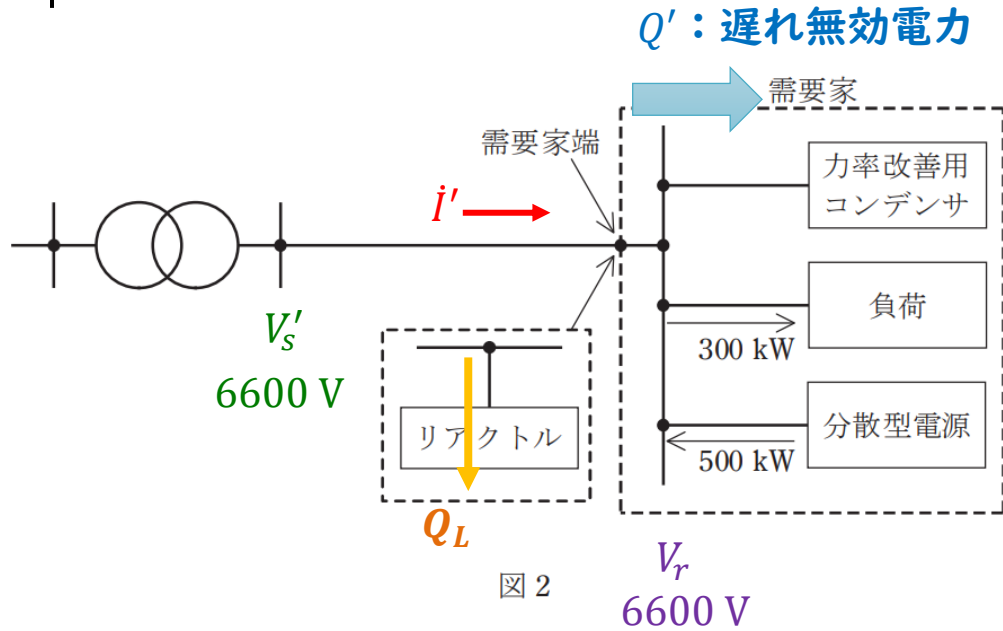 Q′：遅れ無効電力
需要家
需要家端
力率改善用
コンデンサ
İ′
負荷
300 kW
V′s
6600 V
リアクトル
分散型電源
500 kW
QL
Vr
図 2
6600 V